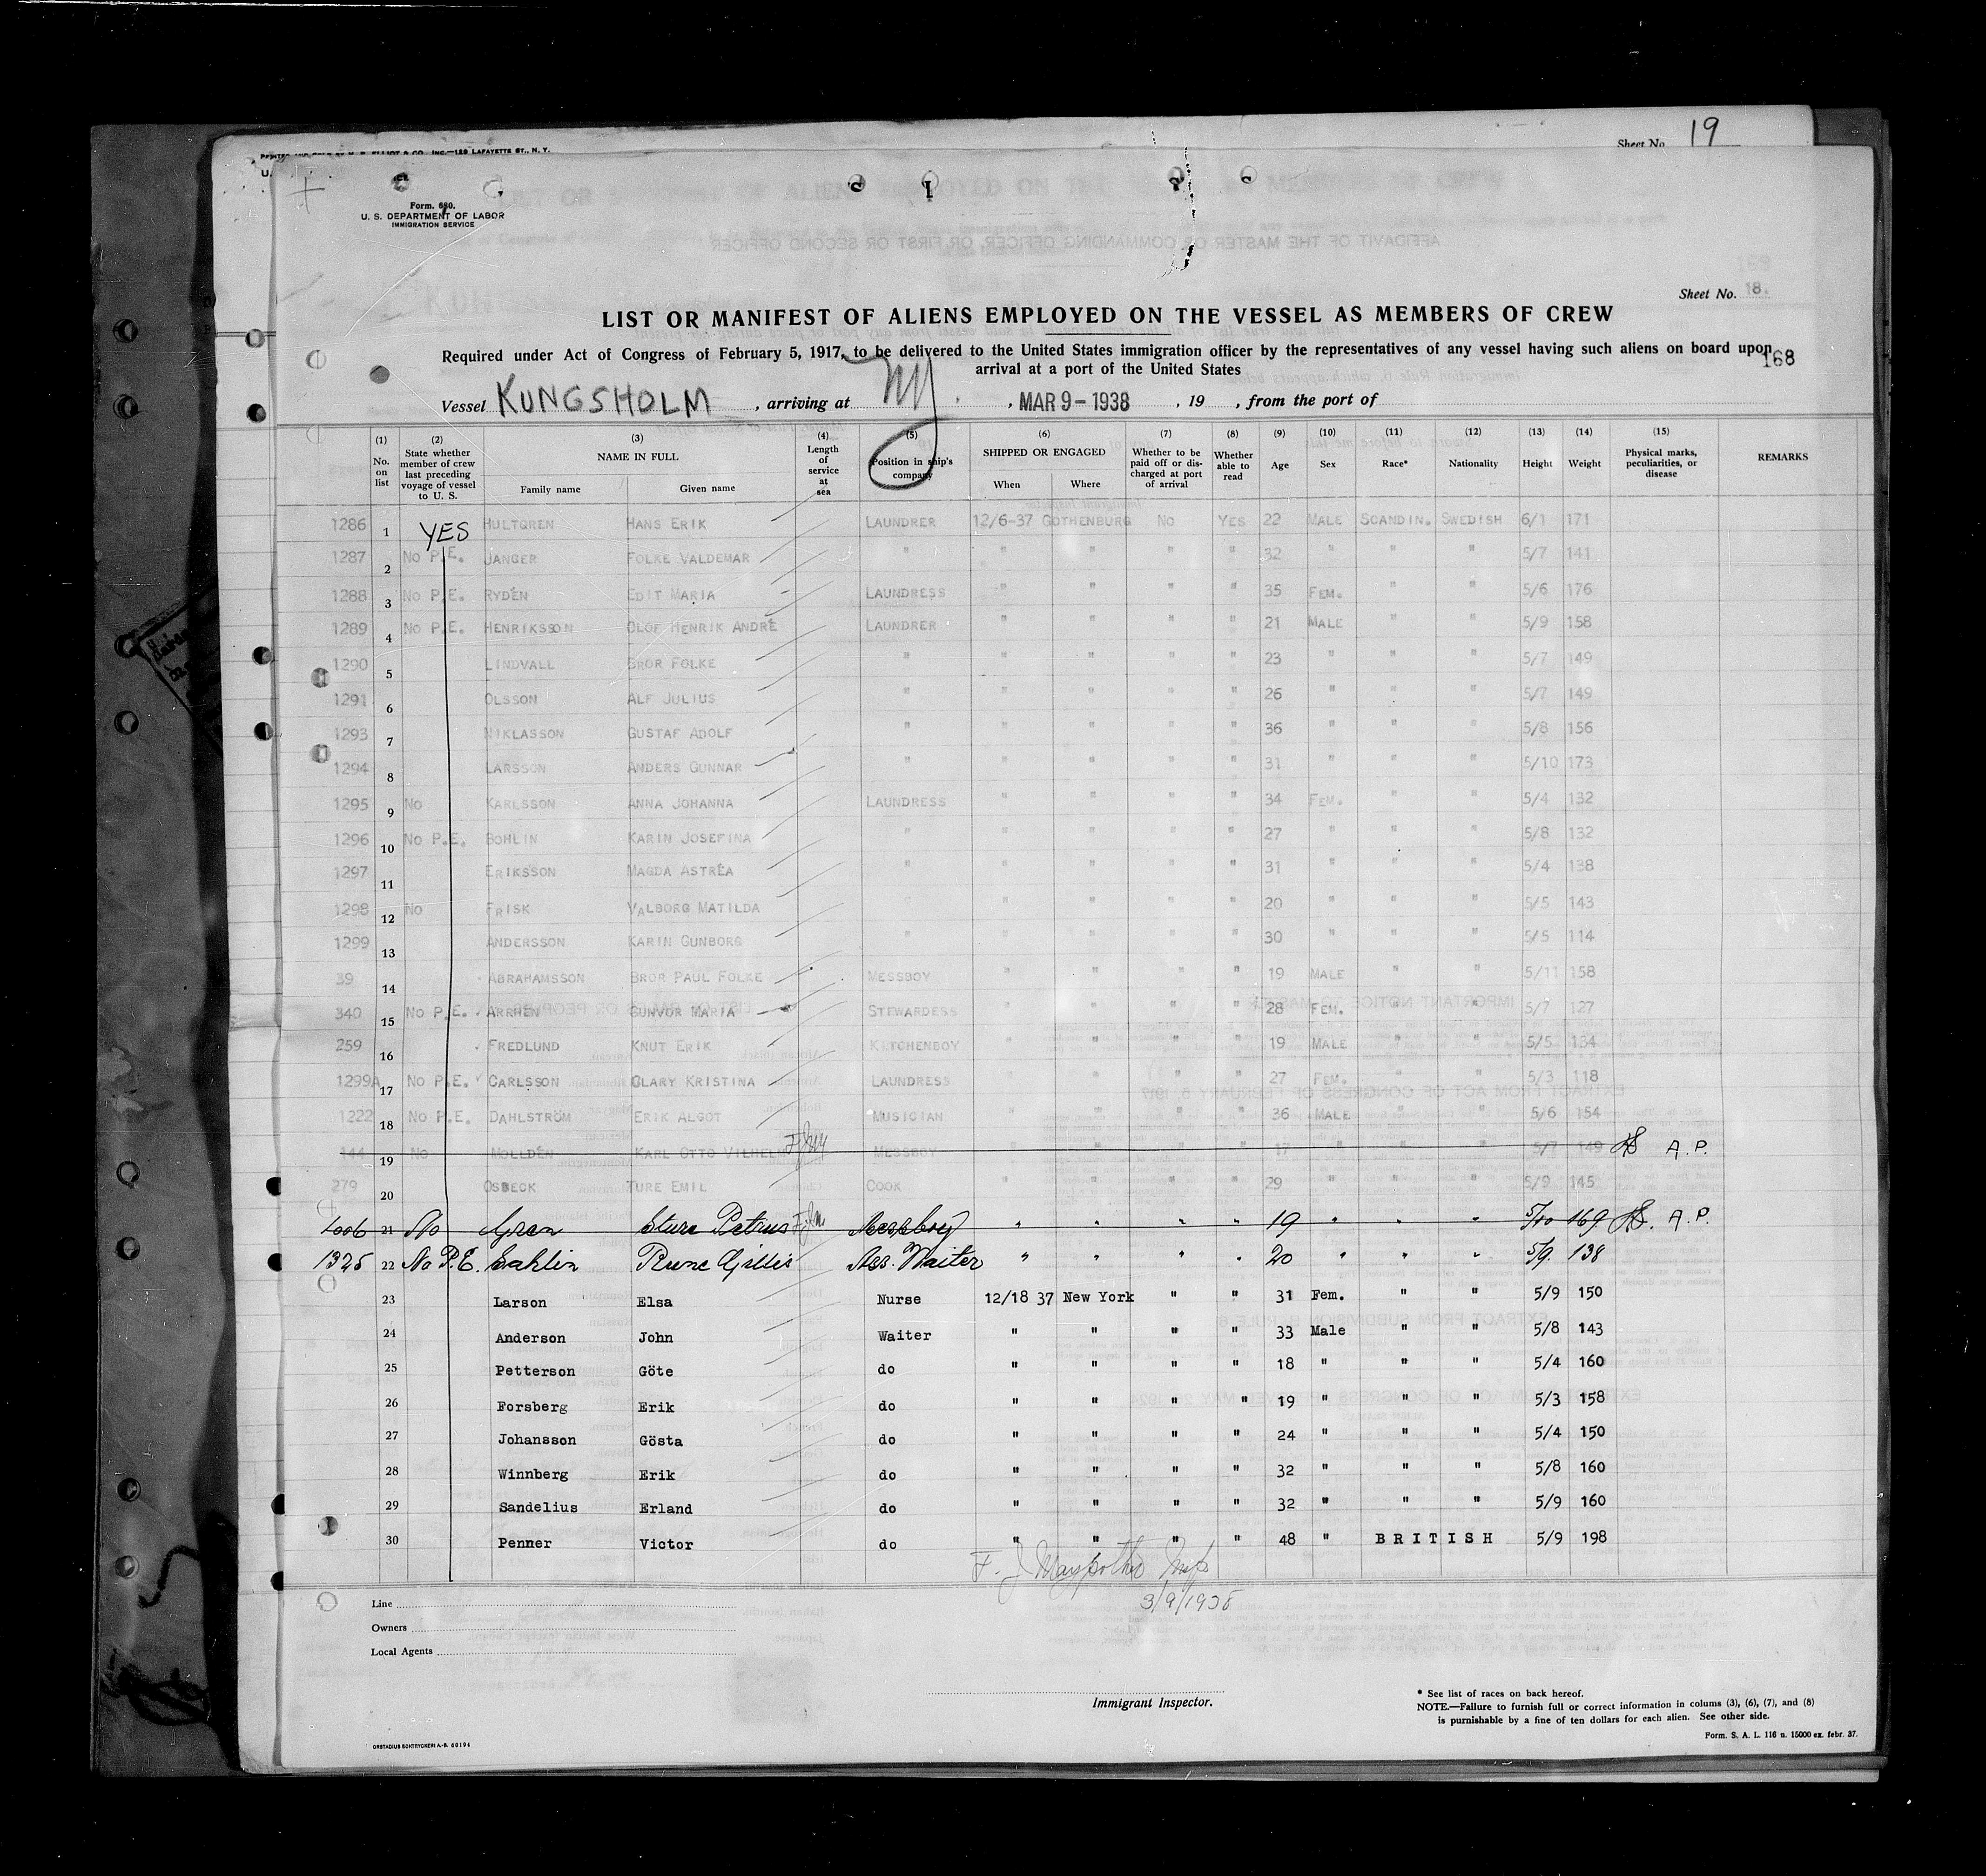 PRINTED AND SOLD BY ELLIOT & CO., INC.—129 LAFAYETTE ST., N. Y.
Sheet No. 19
U.
Form. 680.
U. S. DEPARTMENT OF LABOR
IMMIGRATION SERVICE
Sheet No. 18.
LIST OR MANIFEST OF ALIENS EMPLOYED ON THE VESSEL AS MEMBERS OF CREW
Required under Act of Congress of February 5, 1917, to be delivered to the United States immigration officer by the representatives of any vessel having such aliens on board upon
arrival at a port of the United States
168
Vessel KUNGSHOLM, arriving at NY., MAR 9 - 1938, 19 , from the port of
(1) No. on list (2) State whether member of crew last preceding voyage of vessel to U. S. (3) NAME IN FULL Family name Given name (4) Length of service at sea (5) Position in ship's company (6) SHIPPED OR ENGAGED When Where (7) Whether to be paid off or discharged at port of arrival (8) Whether able to read (9) Age (10) Sex (11) Race* (12) Nationality (13) Height (14) Weight (15) Physical marks, peculiarities, or disease REMARKS
1286 1 YES HULTGREN HANS ERIK LAUNDRER 12/6-37 GOTHENBURG NO YES 22 MALE SCANDIN. SWEDISH 6/1 171
1287 2 NO P.E. JANGER FOLKE VALDEMAR " " " " " 32 " " " 5/7 141
1288 3 NO P.E. RYDÉN EDIT MARIA LAUNDRESS " " " " 35 FEM. " " 5/6 176
1289 4 NO P.E. HENRIKSSON OLOF HENRIK ANDRÉ LAUNDRER " " " " 21 MALE " " 5/9 158
1290 5 LINDVALL BROR FOLKE " " " " " 23 " " " 5/7 149
1291 6 OLSSON ALF JULIUS " " " " " 26 " " " 5/7 149
1293 7 NIKLASSON GUSTAF ADOLF " " " " " 36 " " " 5/8 156
1294 8 LARSSON ANDERS GUNNAR " " " " " 31 " " " 5/10 173
1295 9 NO KARLSSON ANNA JOHANNA LAUNDRESS " " " " 34 FEM. " " 5/4 132
1296 10 NO P.E. BOHLIN KARIN JOSEFINA " " " " " 27 " " " 5/8 132
1297 11 ERIKSSON MAGDA ASTRÉA " " " " " 31 " " " 5/4 138
1298 12 NO FRISK VALBORG MATILDA " " " " " 20 " " " 5/5 143
1299 13 ANDERSSON KARIN GUNBORG " " " " " 30 " " " 5/5 114
39 14 ABRAHAMSSON BROR PAUL FOLKE MESSBOY " " " " 19 MALE " " 5/11 158
340 15 NO P.E. ARRHÉN GUNVOR MARIA STEWARDESS " " " " 28 FEM. " " 5/7 127
259 16 FREDLUND KNUT ERIK KITCHENBOY " " " " 19 MALE " " 5/5 134
1299A 17 NO P.E. CARLSSON CLARY KRISTINA LAUNDRESS " " " " 27 FEM. " " 5/3 118
1222 18 NO P.E. DAHLSTRÖM ERIK ALGOT MUSICIAN " " " " 36 MALE " " 5/6 154
144 19 NO MOLLDÉN KARL OTTO VILHELM MESSBOY " " " " 17 " " " 5/7 149 A.P.
279 20 OSBECK TURE EMIL COOK " " " " 29 " " " 5/9 145
1006 21 No Gren Sture Petrus Messboy " " " " 19 " " " 5/10 169 A.P.
1325 22 No P.E. Sahlin Rune Gillis Ass. Waiter " " " " 20 " " " 5/9. 138
23 Larson Elsa Nurse 12/18 37 New York " " 31 Fem. " " 5/9 150
24 Anderson John Waiter " " " " 33 Male " " 5/8 143
25 Petterson Göte do " " " " 18 " " " 5/4 160
26 Forsberg Erik do " " " " 19 " " " 5/3 158
27 Johansson Gösta do " " " " 24 " " " 5/4 150
28 Winnberg Erik do " " " " 32 " " " 5/8 160
29 Sandelius Erland do " " " " 32 " " " 5/9 160
30 Penner Victor do " " " " 48 " BRITISH 5/9 198
3/9/1938
Line
Owners
Local Agents
Immigrant Inspector.
* See list of races on back hereof.
NOTE.—Failure to furnish full or correct information in colums (3), (6), (7), and (8)
is punishable by a fine of ten dollars for each alien. See other side.
Form. S. A. L. 116 n. 15000 ex. febr. 37.
ORSTADIUS BOKTRYCKERI A.-B. 60194